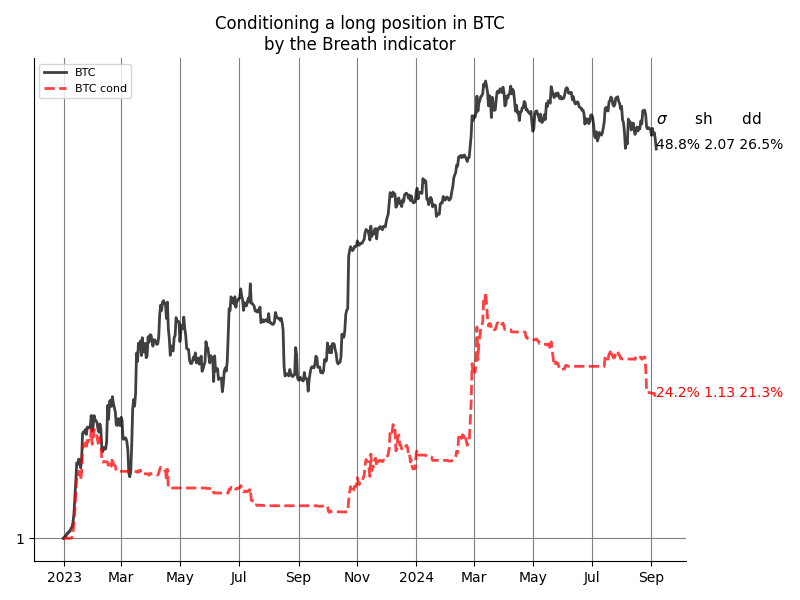 Conditioning a long position in BTC
by the Breath indicator
BTC
BTC cond
σ sh dd
48.8% 2.07 26.5%
24.2% 1.13 21.3%
1
2023 Mar May Jul Sep Nov 2024 Mar May Jul Sep